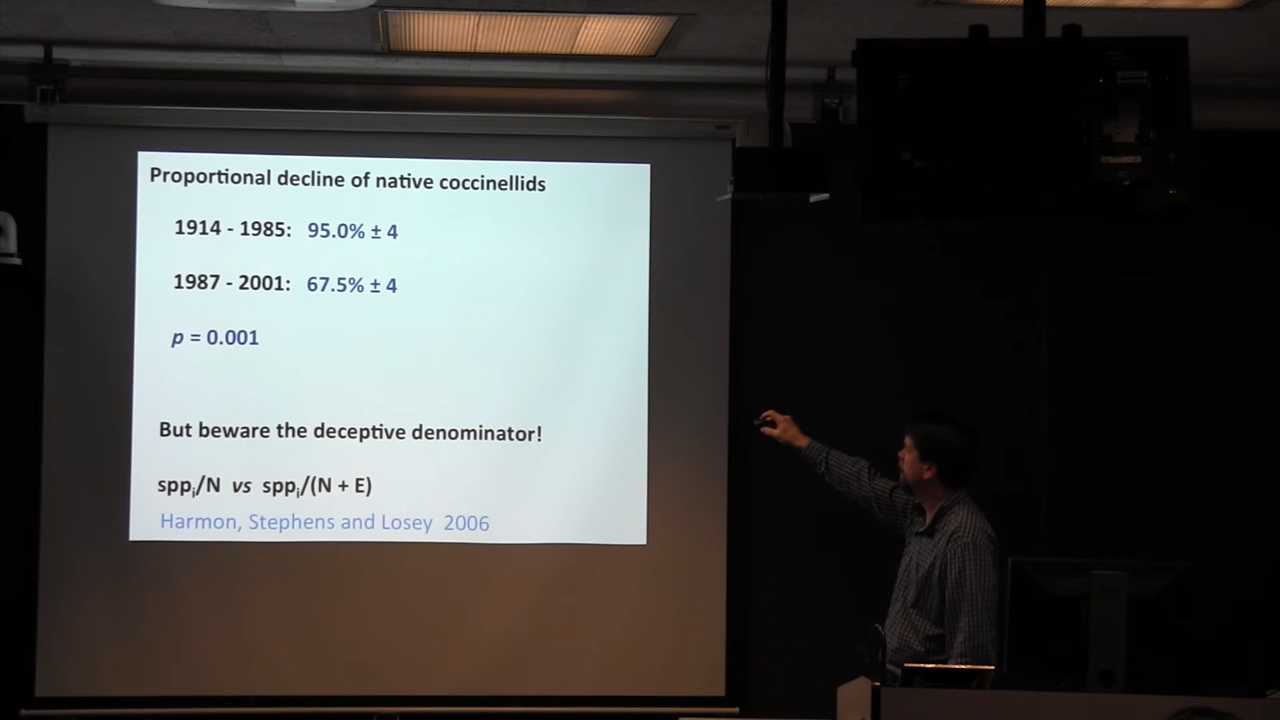 Proportional decline of native coccinellids
1914 - 1985: 95.0% ± 4
1987 - 2001: 67.5% ± 4
p = 0.001
But beware the deceptive denominator!
sppᵢ/N vs sppᵢ/(N + E)
Harmon, Stephens and Losey 2006